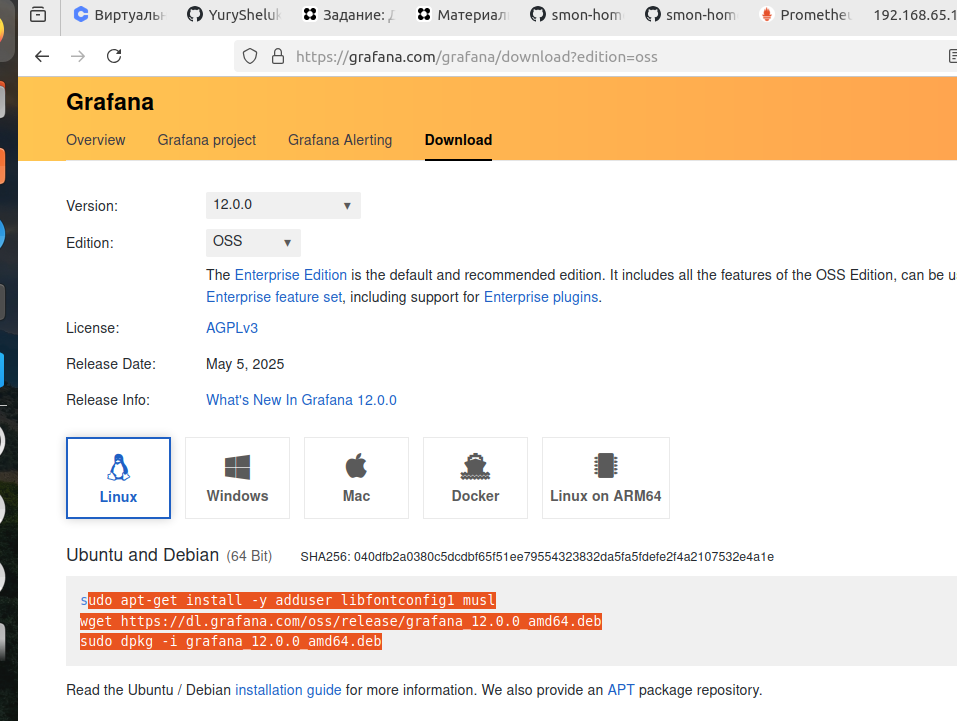 Виртуальн YurySheluk Задание: Д Материал smon-hom smon-hom Prometheu 192.168.65.1
https://grafana.com/grafana/download?edition=oss
Grafana
Overview Grafana project Grafana Alerting Download
Version: 12.0.0
Edition: OSS
The Enterprise Edition is the default and recommended edition. It includes all the features of the OSS Edition, can be u
Enterprise feature set, including support for Enterprise plugins.
License: AGPLv3
Release Date: May 5, 2025
Release Info: What's New In Grafana 12.0.0
Linux Windows Mac Docker Linux on ARM64
Ubuntu and Debian (64 Bit) SHA256: 040dfb2a0380c5dcdbf65f51ee79554323832da5fa5fdefe2f4a2107532e4a1e
sudo apt-get install -y adduser libfontconfig1 musl
wget https://dl.grafana.com/oss/release/grafana_12.0.0_amd64.deb
sudo dpkg -i grafana_12.0.0_amd64.deb
Read the Ubuntu / Debian installation guide for more information. We also provide an APT package repository.